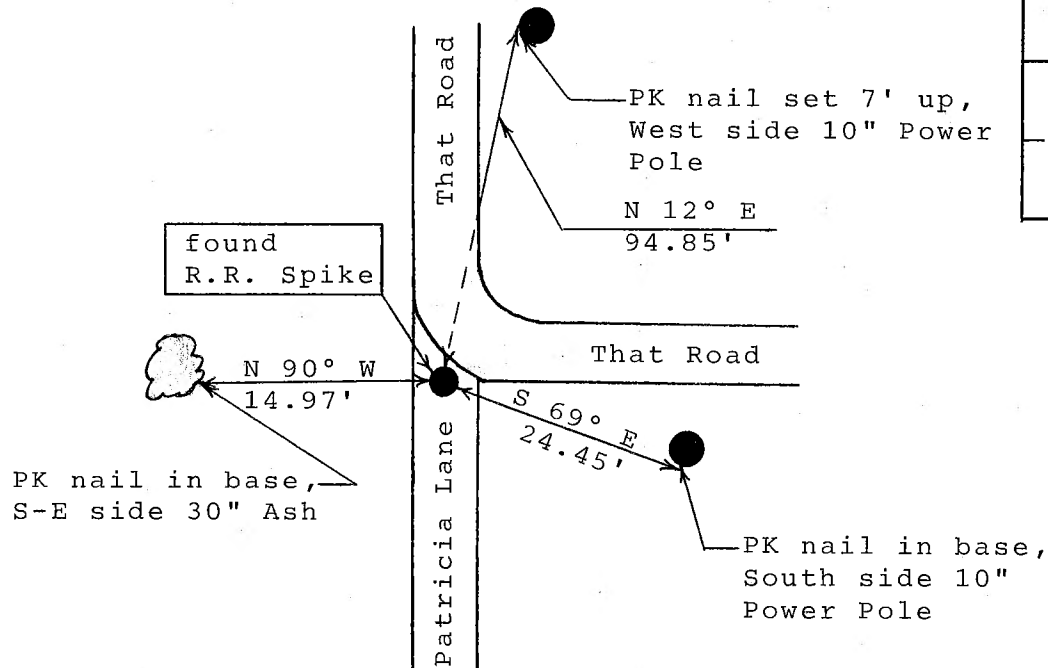 That Road
PK nail set 7' up,
West side 10" Power
Pole
N 12° E
94.85'
found
R.R. Spike
That Road
N 90° W
14.97'
S 69° E
24.45'
PK nail in base,
S-E side 30" Ash
Patricia Lane
PK nail in base,
South side 10"
Power Pole